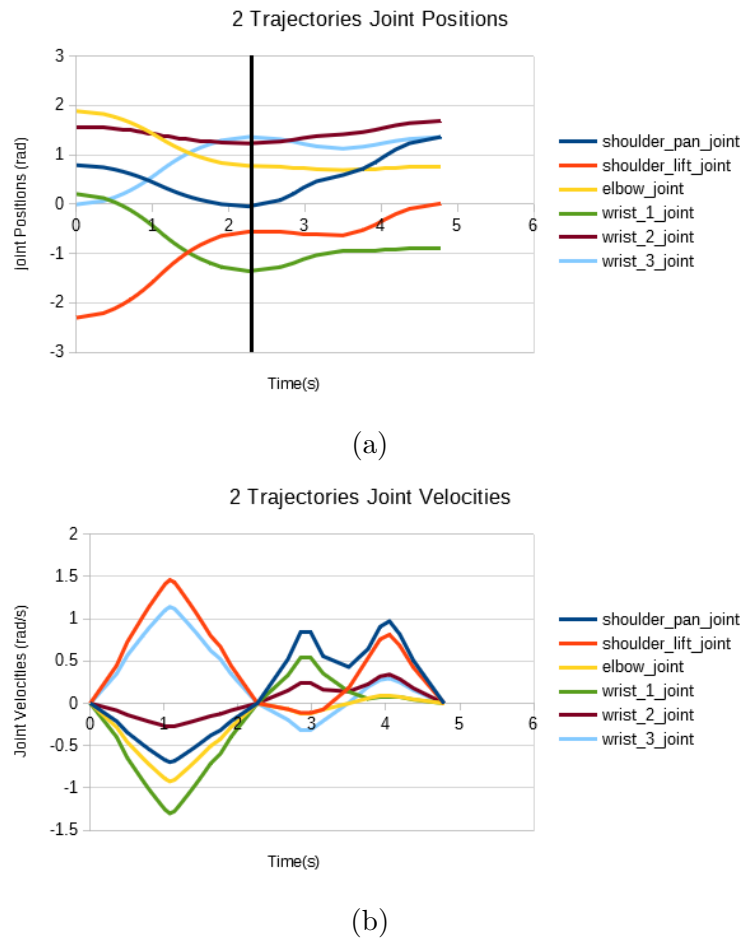 2 Trajectories Joint Positions
3
2
1
0
-1
-2
-3
0 1 2 3 4 5 6
joint Positions (rad)
Time(s)
shoulder_pan_joint
shoulder_lift_joint
elbow_joint
wrist_1_joint
wrist_2_joint
wrist_3_joint
(a)
2 Trajectories Joint Velocities
2
1.5
1
0.5
0
-0.5
-1
-1.5
0 1 2 3 4 5 6
Joint Velocities (rad/s)
Time(s)
shoulder_pan_joint
shoulder_lift_joint
elbow_joint
wrist_1_joint
wrist_2_joint
wrist_3_joint
(b)